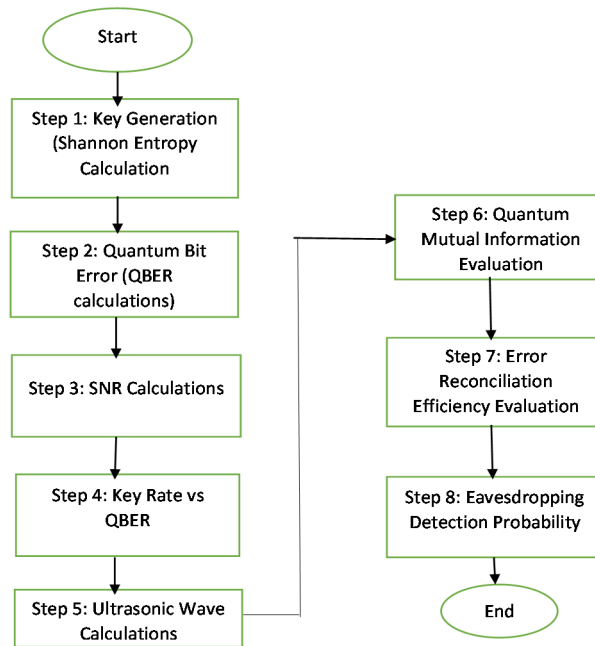 Start
Step 1: Key Generation
(Shannon Entropy
Calculation
Step 2: Quantum Bit
Error (QBER
calculations)
Step 3: SNR Calculations
Step 4: Key Rate vs
QBER
Step 5: Ultrasonic Wave
Calculations
Step 6: Quantum
Mutual Information
Evaluation
Step 7: Error
Reconciliation
Efficiency Evaluation
Step 8: Eavesdropping
Detection Probability
End